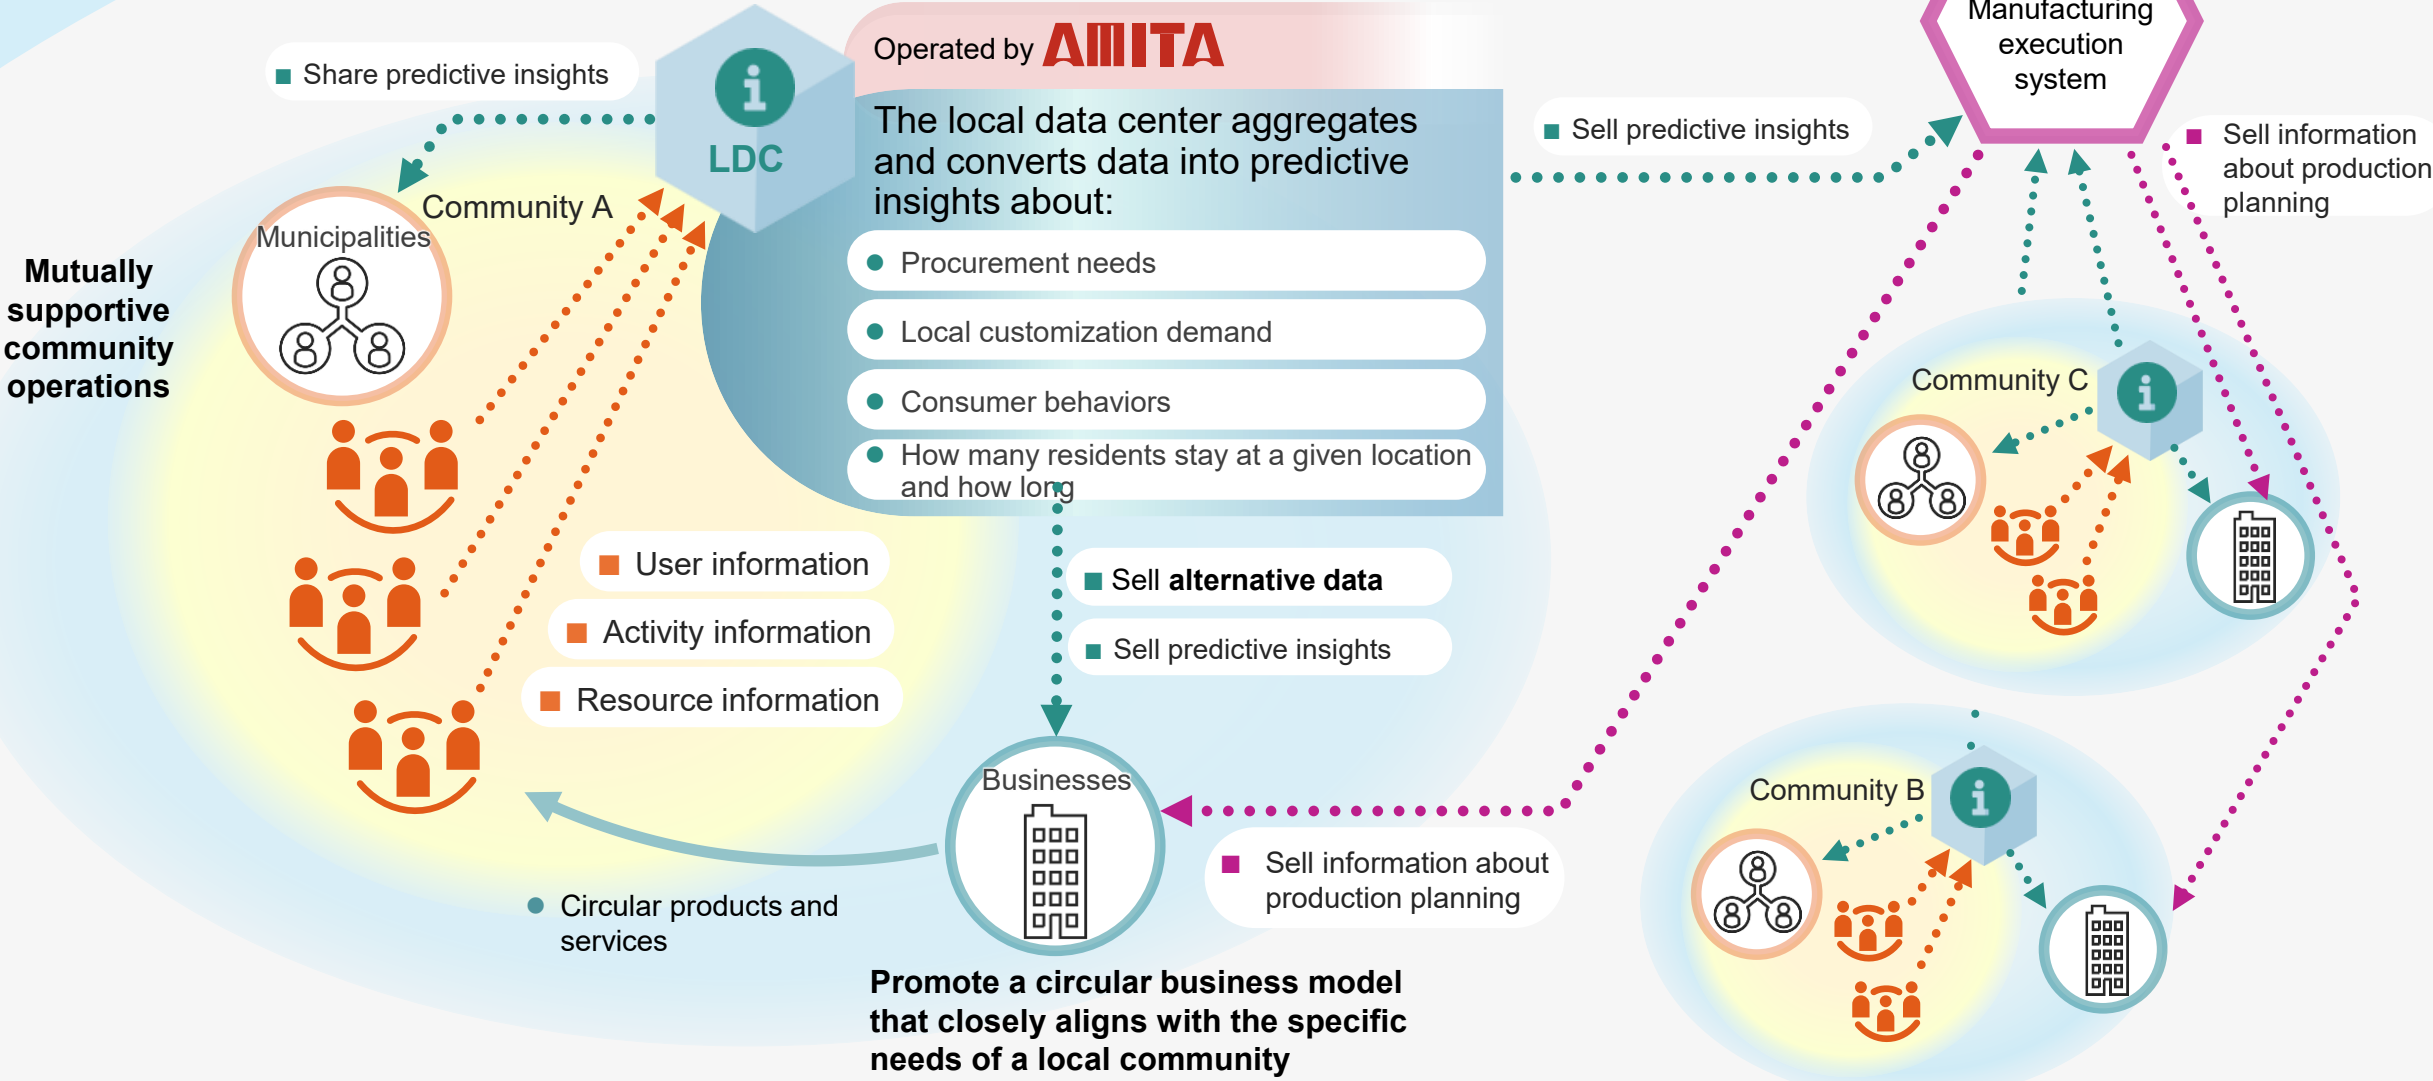 Share predictive insights
LDC
Operated by AMITA
The local data center aggregates
and converts data into predictive
insights about:
Procurement needs
Local customization demand
Consumer behaviors
How many residents stay at a given location
and how long
Sell predictive insights
Manufacturing
execution
system
Sell information
about production
planning
Community A
Municipalities
Mutually
supportive
community
operations
User information
Activity information
Resource information
Sell alternative data
Sell predictive insights
Businesses
Circular products and
services
Sell information about
production planning
Promote a circular business model
that closely aligns with the specific
needs of a local community
Community C
Community B